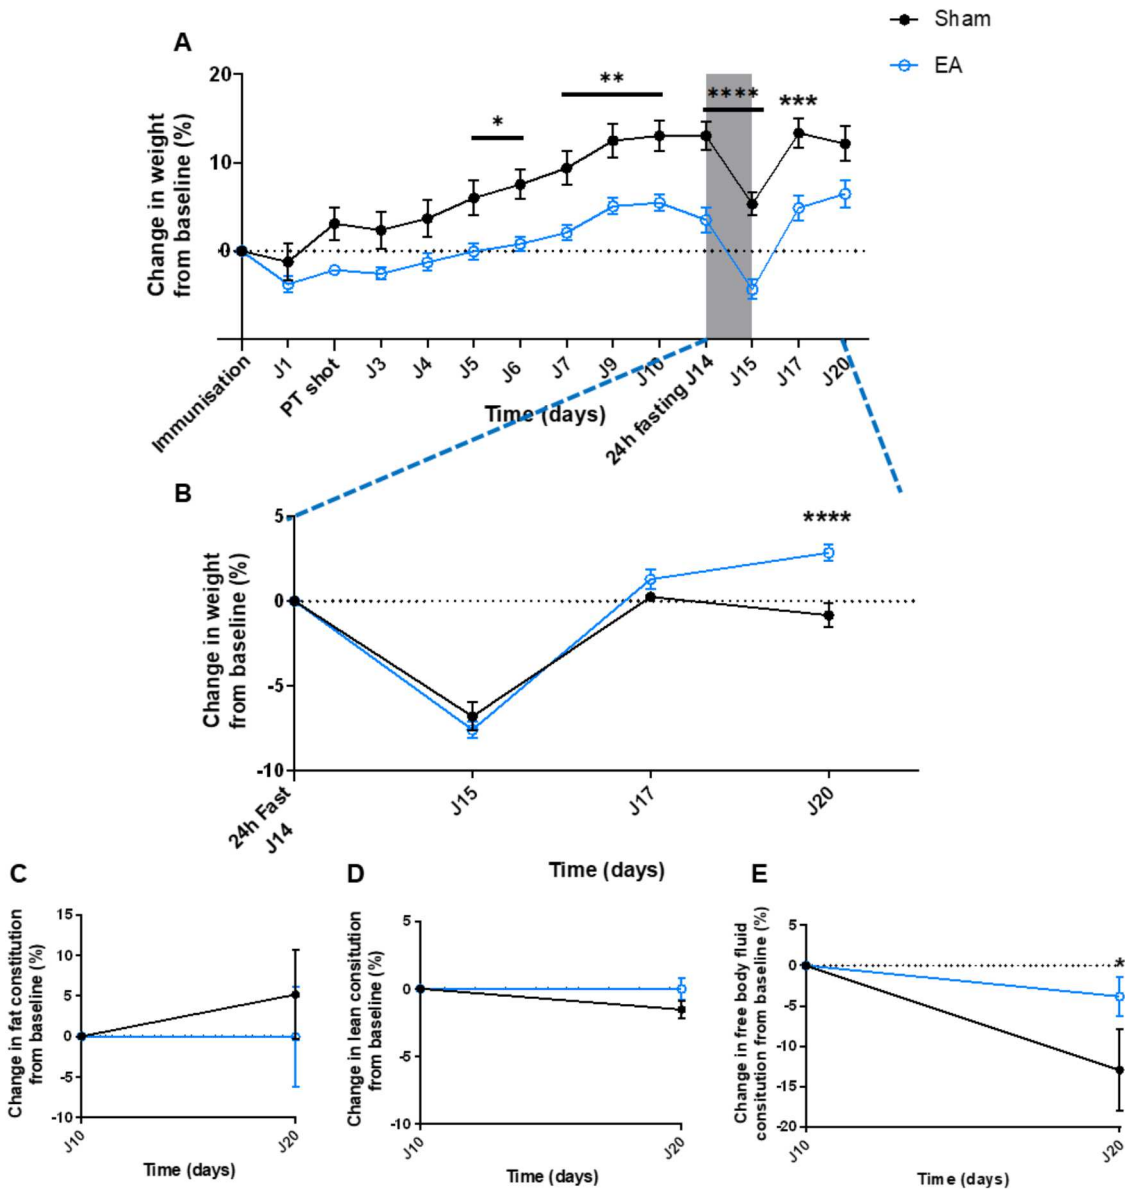 Sham
EA
A
Change in weight
from baseline (%)
20
10
0
*
**
****
***
Immunisation
J1
PT shot
J3
J4
J5
J6
J7
J9
J10
24h fasting J14
J15
J17
J20
Time (days)
B
Change in weight
from baseline (%)
5
0
-5
-10
****
24h Fast
J14
J15
J17
J20
Time (days)
C
Change in fat constitution
from baseline (%)
15
10
5
0
-5
-10
J10
J20
Time (days)
D
Change in lean constitution
from baseline (%)
5
0
-5
-10
J10
J20
Time (days)
E
Change in free body fluid
consitution from baseline (%)
5
0
-5
-10
-15
-20
*
J10
J20
Time (days)